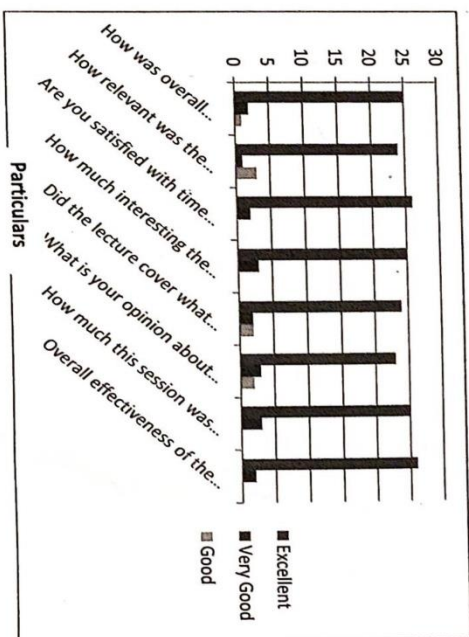 30
25
20
15
10
5
0
How was overall...
How relevant was the...
Are you satisfied with time...
How much interesting the...
Did the lecture cover what...
What is your opinion about...
How much this session was...
Overall effectiveness of the...
Particulars
Excellent
Very Good
Good